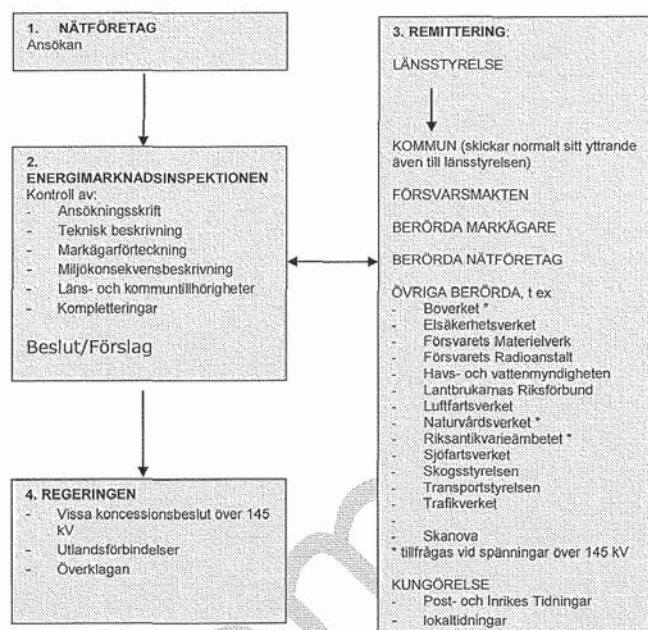 1. NÄTFÖRETAG
Ansökan
2.
ENERGIMARKNADSINSPEKTIONEN
Kontroll av:
- Ansökningsskrift
- Teknisk beskrivning
- Markägarförteckning
- Miljökonsekvensbeskrivning
- Läns- och kommuntillhörigheter
- Kompletteringar
Beslut/Förslag
3. REMITTERING:
LÄNSSTYRELSE
KOMMUN (skickar normalt sitt yttrande
även till länsstyrelsen)
FÖRSVARSMAKTEN
BERÖRDA MARKÄGARE
BERÖRDA NÄTFÖRETAG
ÖVRIGA BERÖRDA, t ex
- Boverket *
- Elsäkerhetsverket
- Försvarets Materielverk
- Försvarets Radioanstalt
- Havs- och vattenmyndigheten
- Lantbrukarnas Riksförbund
- Luftfartsverket
- Naturvårdsverket *
- Riksantikvarieämbetet *
- Sjöfartsverket
- Skogsstyrelsen
- Transportstyrelsen
- Trafikverket
-
- Skanova
* tillfrågas vid spänningar över 145 kV
KUNGÖRELSE
- Post- och Inrikes Tidningar
- lokaltidningar
4. REGERINGEN
- Vissa koncessionsbeslut över 145
kV
- Utlandsförbindelser
- Överklagan